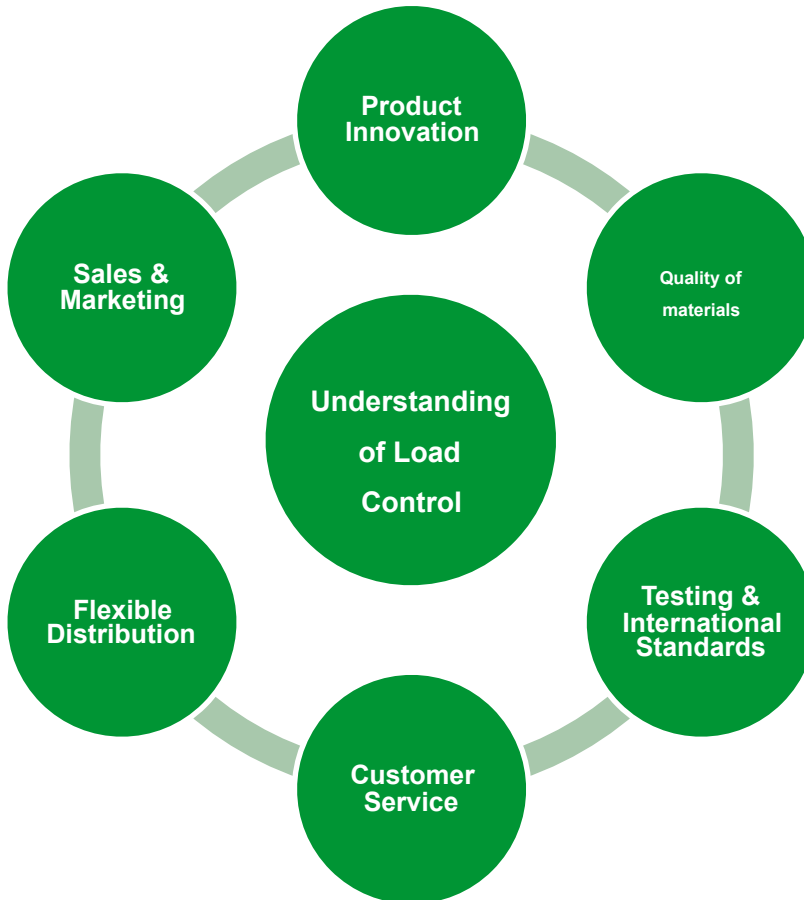 Product
Innovation
Quality of
materials
Testing &
International
Standards
Customer
Service
Flexible
Distribution
Sales &
Marketing
Understanding
of Load
Control